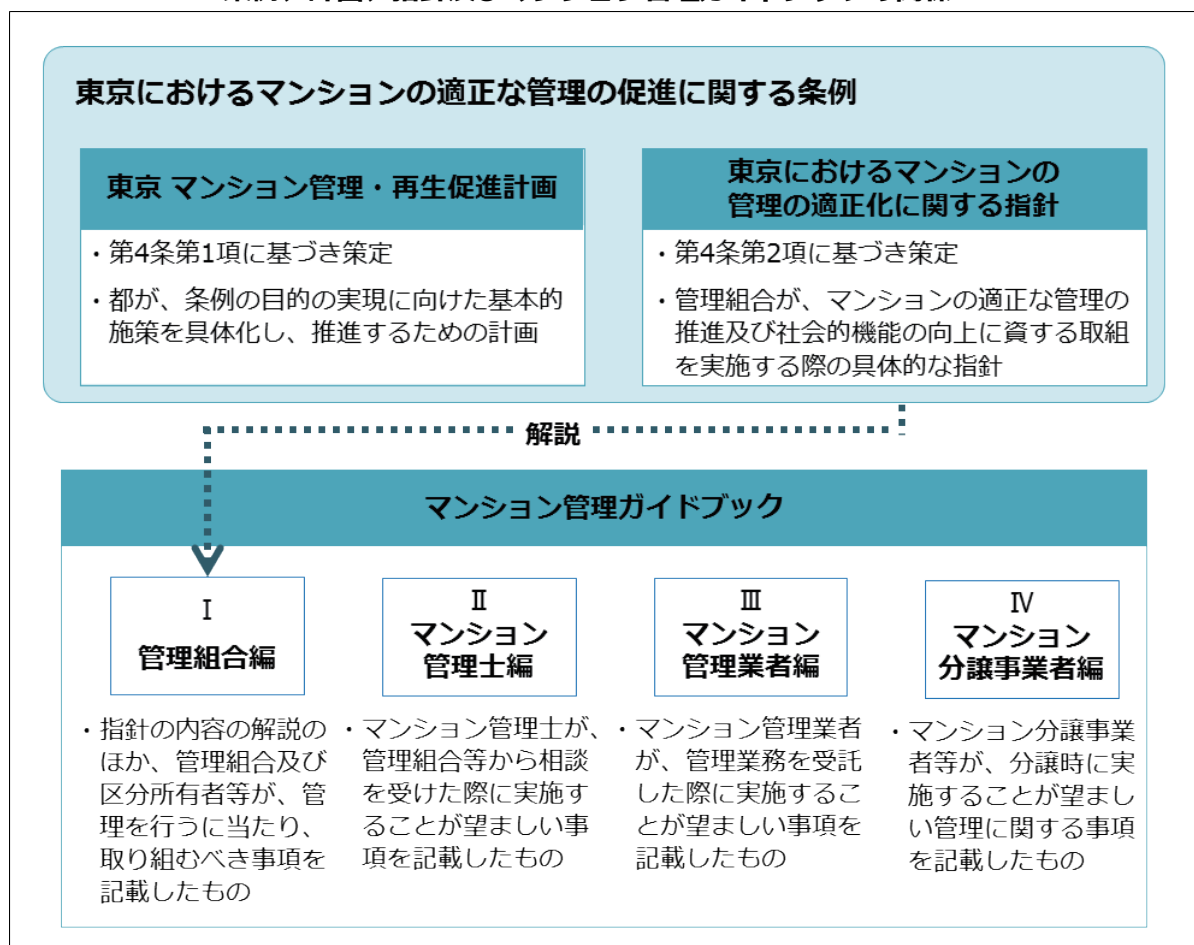 東京におけるマンションの適正な管理の促進に関する条例
東京 マンション管理・再生促進計画
・第4条第1項に基づき策定
・都が、条例の目的の実現に向けた基本的
施策を具体化し、推進するための計画
東京におけるマンションの
管理の適正化に関する指針
・第4条第2項に基づき策定
・管理組合が、マンションの適正な管理の
推進及び社会的機能の向上に資する取組
を実施する際の具体的な指針
解説
マンション管理ガイドブック
Ⅰ
管理組合編
・指針の内容の解説の
ほか、管理組合及び
区分所有者等が、管
理を行うに当たり、
取り組むべき事項を
記載したもの
Ⅱ
マンション
管理士編
・マンション管理士が、
管理組合等から相談
を受けた際に実施す
ることが望ましい事
項を記載したもの
Ⅲ
マンション
管理業者編
・マンション管理業者
が、管理業務を受託
した際に実施するこ
とが望ましい事項を
記載したもの
Ⅳ
マンション
分譲事業者編
・マンション分譲事業
者等が、分譲時に実
施することが望まし
い管理に関する事項
を記載したもの